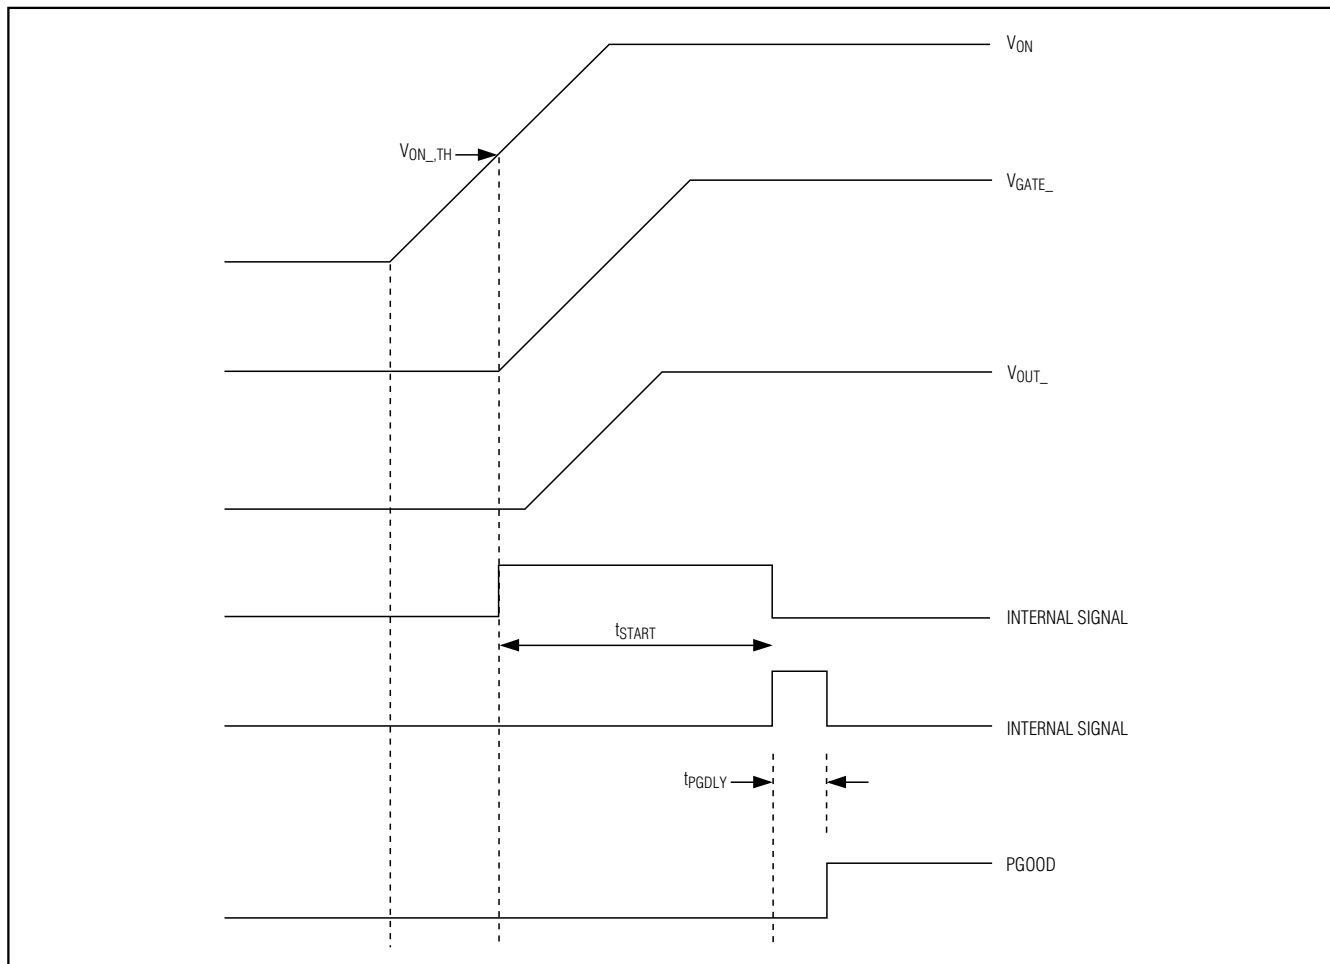 VON
VON_,TH
VGATE_
VOUT_
INTERNAL SIGNAL
tSTART
INTERNAL SIGNAL
tPGDLY
PGOOD